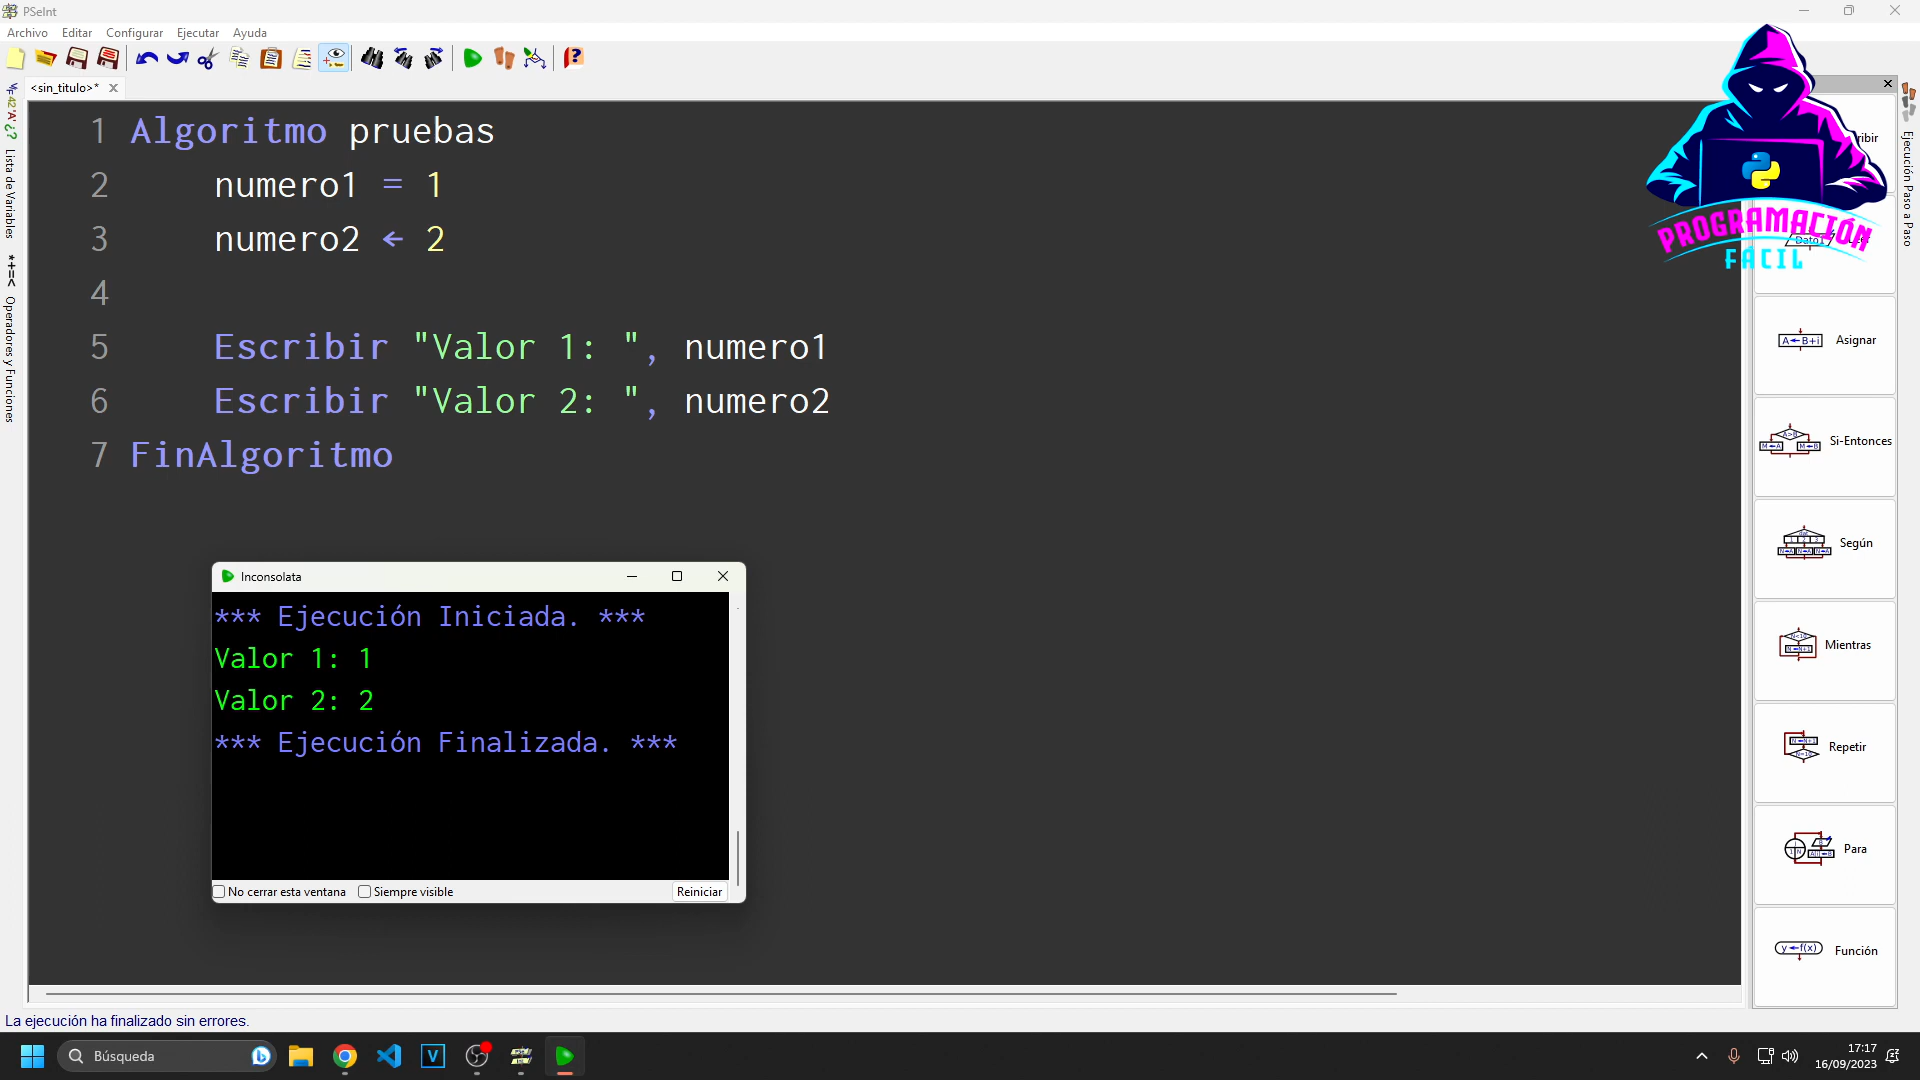 PSeInt
Archivo Editar Configurar Ejecutar Ayuda
<sin_titulo>*
Lista de Variables
*+=< Operadores y Funciones
1 Algoritmo pruebas
2 numero1 = 1
3 numero2 ← 2
4
5 Escribir "Valor 1: ", numero1
6 Escribir "Valor 2: ", numero2
7 FinAlgoritmo
Inconsolata
*** Ejecución Iniciada. ***
Valor 1: 1
Valor 2: 2
*** Ejecución Finalizada. ***
No cerrar esta ventana Siempre visible Reiniciar
PROGRAMACIÓN
FÁCIL
ribir
Asignar
Si-Entonces
Según
Mientras
Repetir
Para
Función
Ejecución Paso a Paso
La ejecución ha finalizado sin errores.
Búsqueda
17:17
16/09/2023